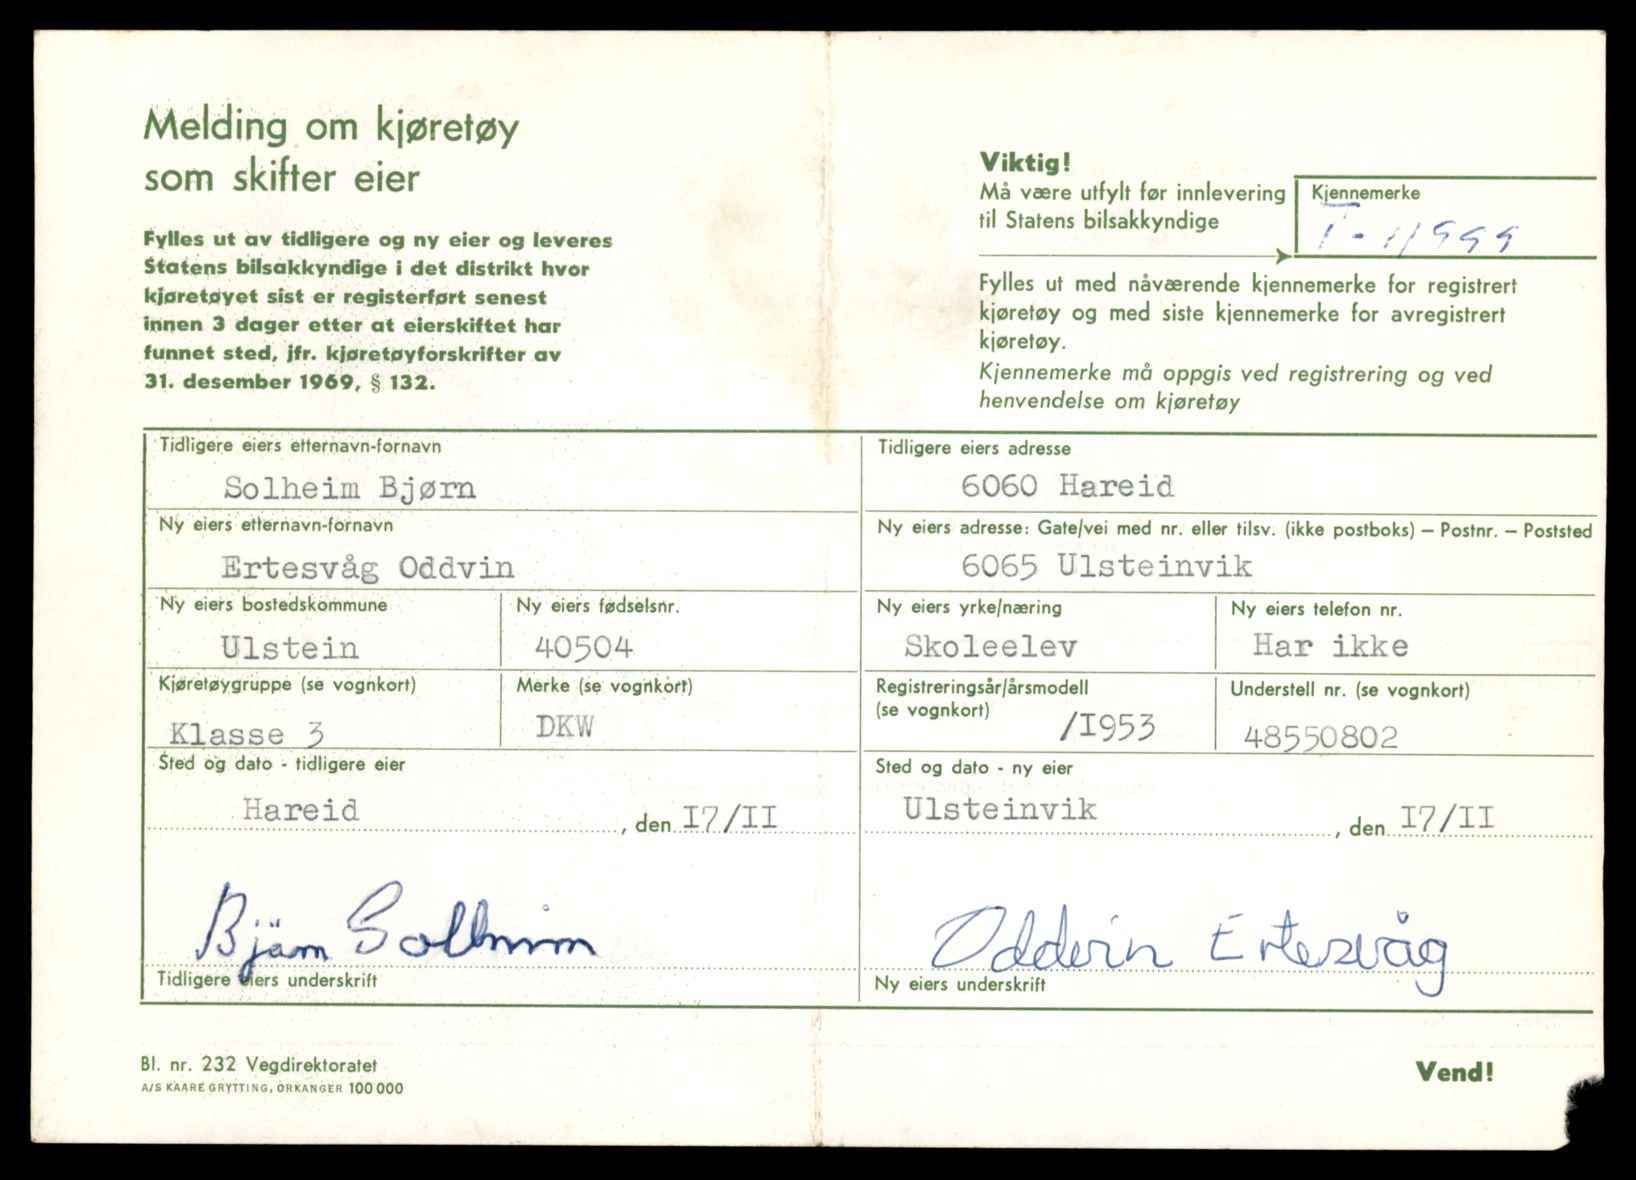 Melding om kjøretøy
som skifter eier
Fylles ut av tidligere og ny eier og leveres
Statens bilsakkyndige i det distrikt hvor
kjøretøyet sist er registerført senest
innen 3 dager etter at eierskiftet har
funnet sted, jfr. kjøretøyforskrifter av
31. desember 1969, § 132.
Viktig!
Må være utfylt før innlevering
til Statens bilsakkyndige
Kjennemerke
T-11999
Fylles ut med nåværende kjennemerke for registrert
kjøretøy og med siste kjennemerke for avregistrert
kjøretøy.
Kjennemerke må oppgis ved registrering og ved
henvendelse om kjøretøy
Tidligere eiers etternavn-fornavn
Solheim Bjørn
Tidligere eiers adresse
6060 Hareid
Ny eiers etternavn-fornavn
Ertesvåg Oddvin
Ny eiers adresse: Gate/vei med nr. eller tilsv. (ikke postboks) – Postnr. – Poststed
6065 Ulsteinvik
Ny eiers bostedskommune
Ulstein
Ny eiers fødselsnr.
40504
Ny eiers yrke/næring
Skoleelev
Ny eiers telefon nr.
Har ikke
Kjøretøygruppe (se vognkort)
Klasse 3
Merke (se vognkort)
DKW
Registreringsår/årsmodell
(se vognkort)
/I953
Understell nr. (se vognkort)
48550802
Sted og dato - tidligere eier
Hareid , den I7/II
Sted og dato - ny eier
Ulsteinvik , den I7/II
Bjørn Solheim
Tidligere eiers underskrift
Oddvin Ertesvåg
Ny eiers underskrift
Bl. nr. 232 Vegdirektoratet
A/S KAARE GRYTTING, ORKANGER 100 000
Vend!